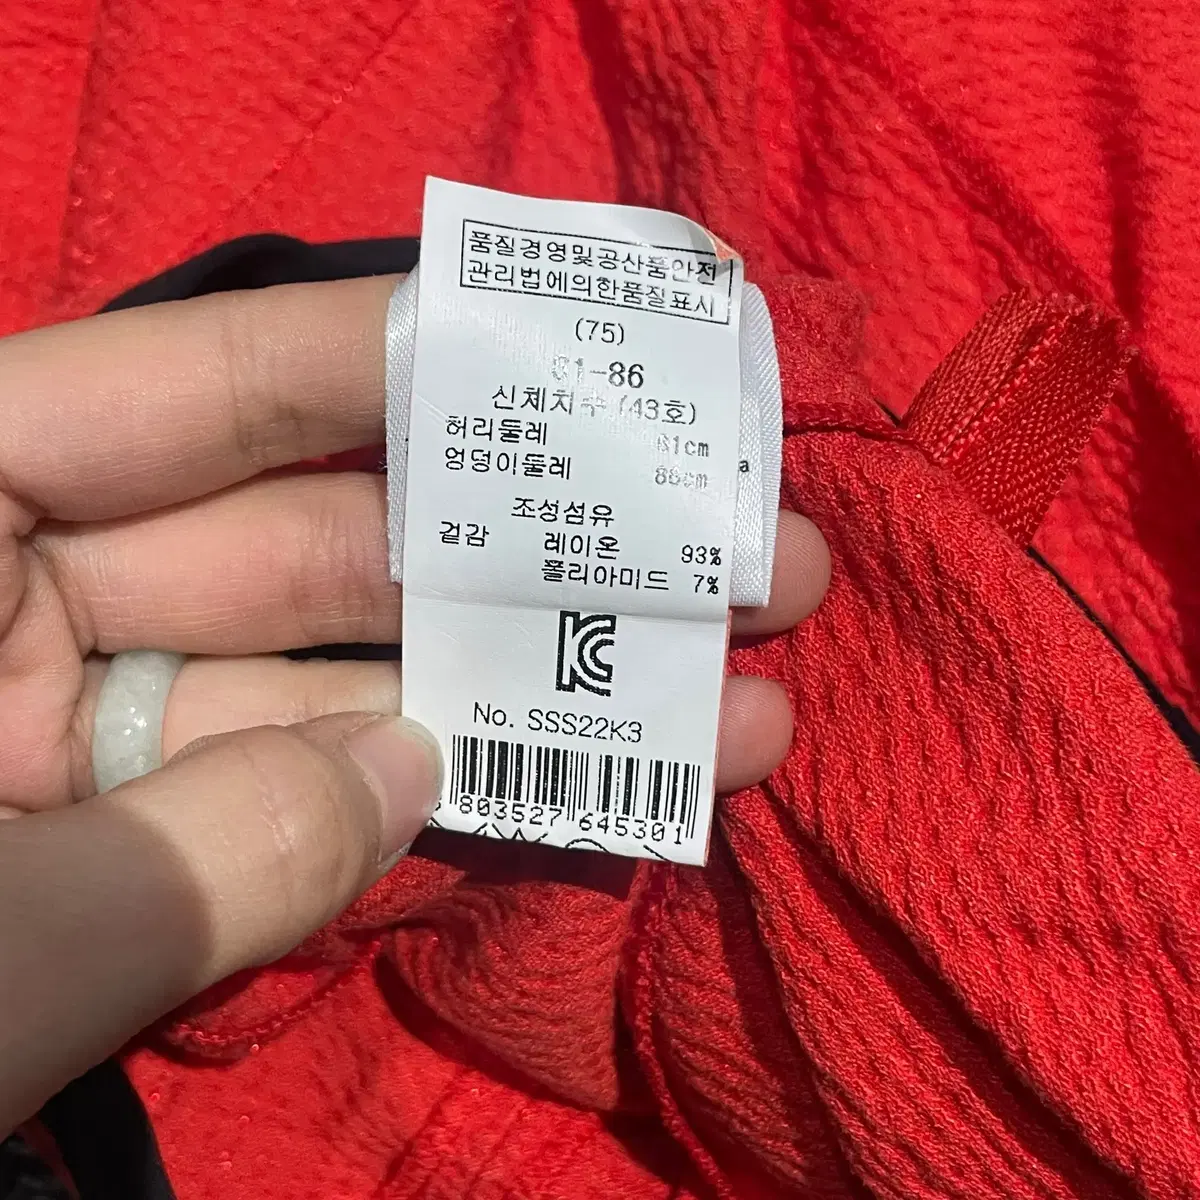 품질경영및공산품안전
관리법에의한품질표시
(75)
61-86
신체치수 (43호)
허리둘레 61cm
엉덩이둘레 86cm
a
조성섬유
겉감 레이온 93%
폴리아미드 7%
KC
No. SSS22K3
803527 645301